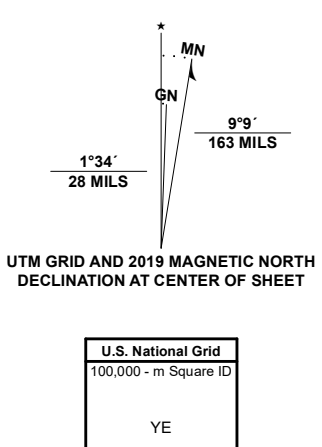 ★
MN
GN
9°9´
163 MILS
1°34´
28 MILS
UTM GRID AND 2019 MAGNETIC NORTH
DECLINATION AT CENTER OF SHEET
U.S. National Grid
100,000 - m Square ID
YE